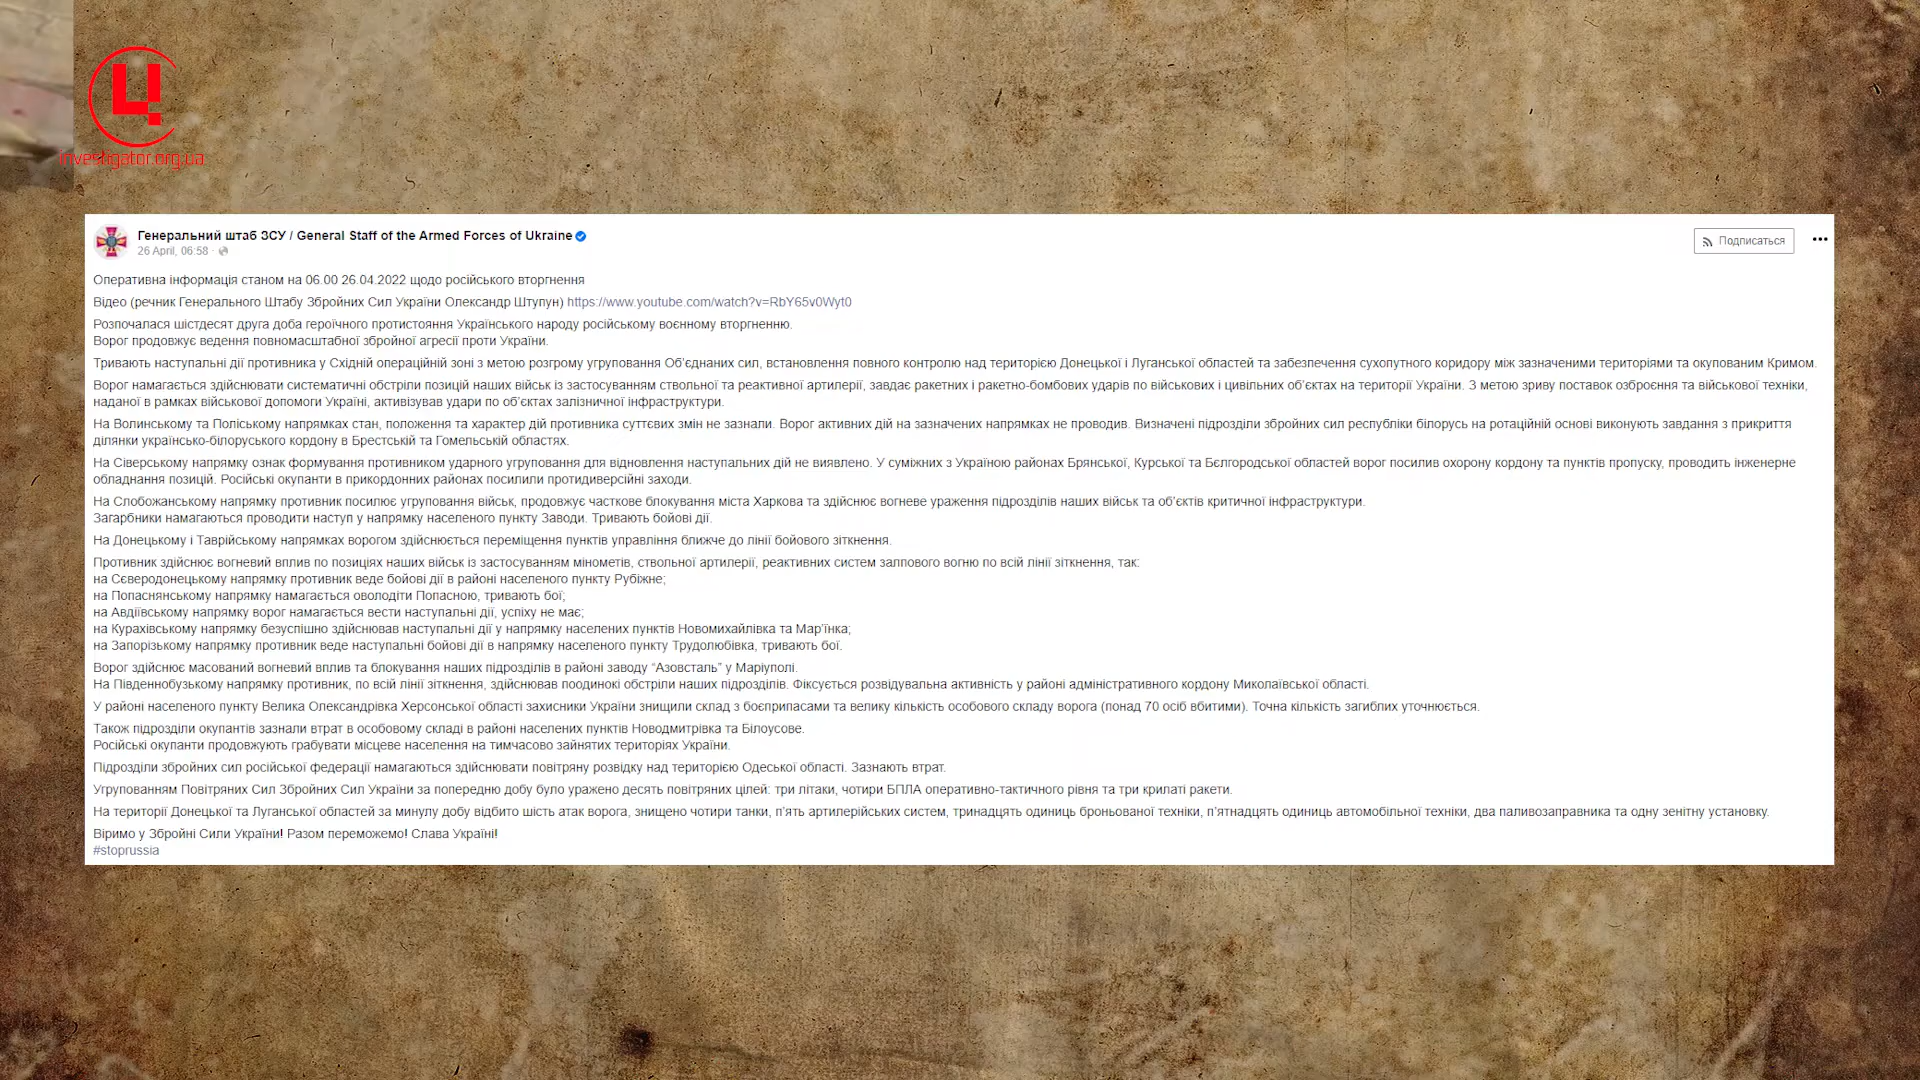 Ц
investigator.org.ua
Генеральний штаб ЗСУ / General Staff of the Armed Forces of Ukraine
26 April, 06:58 ·
Подписаться
Оперативна інформація станом на 06.00 26.04.2022 щодо російського вторгнення
Відео (речник Генерального Штабу Збройних Сил України Олександр Штупун) https://www.youtube.com/watch?v=RbY65v0Wyt0
Розпочалася шістдесят друга доба героїчного протистояння Українського народу російському воєнному вторгненню.
Ворог продовжує ведення повномасштабної збройної агресії проти України.
Тривають наступальні дії противника у Східній операційній зоні з метою розгрому угруповання Об’єднаних сил, встановлення повного контролю над територією Донецької і Луганської областей та забезпечення сухопутного коридору між зазначеними територіями та окупованим Кримом.
Ворог намагається здійснювати систематичні обстріли позицій наших військ із застосуванням ствольної та реактивної артилерії, завдає ракетних і ракетно-бомбових ударів по військових і цивільних об’єктах на території України. З метою зриву поставок озброєння та військової техніки,
наданої в рамках військової допомоги Україні, активізував удари по об’єктах залізничної інфраструктури.
На Волинському та Поліському напрямках стан, положення та характер дій противника суттєвих змін не зазнали. Ворог активних дій на зазначених напрямках не проводив. Визначені підрозділи збройних сил республіки білорусь на ротаційній основі виконують завдання з прикриття
ділянки українсько-білоруського кордону в Брестській та Гомельській областях.
На Сіверському напрямку ознак формування противником ударного угруповання для відновлення наступальних дій не виявлено. У суміжних з Україною районах Брянської, Курської та Бєлгородської областей ворог посилив охорону кордону та пунктів пропуску, проводить інженерне
обладнання позицій. Російські окупанти в прикордонних районах посилили протидиверсійні заходи.
На Слобожанському напрямку противник посилює угруповання військ, продовжує часткове блокування міста Харкова та здійснює вогневе ураження підрозділів наших військ та об’єктів критичної інфраструктури.
Загарбники намагаються проводити наступ у напрямку населеного пункту Заводи. Тривають бойові дії.
На Донецькому і Таврійському напрямках ворогом здійснюється переміщення пунктів управління ближче до лінії бойового зіткнення.
Противник здійснює вогневий вплив по позиціях наших військ із застосуванням мінометів, ствольної артилерії, реактивних систем залпового вогню по всій лінії зіткнення, так:
на Сєверодонецькому напрямку противник веде бойові дії в районі населеного пункту Рубіжне;
на Попаснянському напрямку намагається оволодіти Попасною, тривають бої;
на Авдіївському напрямку ворог намагається вести наступальні дії, успіху не має;
на Курахівському напрямку безуспішно здійснював наступальні дії у напрямку населених пунктів Новомихайлівка та Мар’їнка;
на Запорізькому напрямку противник веде наступальні бойові дії в напрямку населеного пункту Трудолюбівка, тривають бої.
Ворог здійснює масований вогневий вплив та блокування наших підрозділів в районі заводу “Азовсталь” у Маріуполі.
На Південнобузькому напрямку противник, по всій лінії зіткнення, здійснював поодинокі обстріли наших підрозділів. Фіксується розвідувальна активність у районі адміністративного кордону Миколаївської області.
У районі населеного пункту Велика Олександрівка Херсонської області захисники України знищили склад з боєприпасами та велику кількість особового складу ворога (понад 70 осіб вбитими). Точна кількість загиблих уточнюється.
Також підрозділи окупантів зазнали втрат в особовому складі в районі населених пунктів Новодмитрівка та Білоусове.
Російські окупанти продовжують грабувати місцеве населення на тимчасово зайнятих територіях України.
Підрозділи збройних сил російської федерації намагаються здійснювати повітряну розвідку над територією Одеської області. Зазнають втрат.
Угрупованням Повітряних Сил Збройних Сил України за попередню добу було уражено десять повітряних цілей: три літаки, чотири БПЛА оперативно-тактичного рівня та три крилаті ракети.
На території Донецької та Луганської областей за минулу добу відбито шість атак ворога, знищено чотири танки, п’ять артилерійських систем, тринадцять одиниць броньованої техніки, п’ятнадцять одиниць автомобільної техніки, два паливозаправника та одну зенітну установку.
Віримо у Збройні Сили України! Разом переможемо! Слава Україні!
#stoprussia